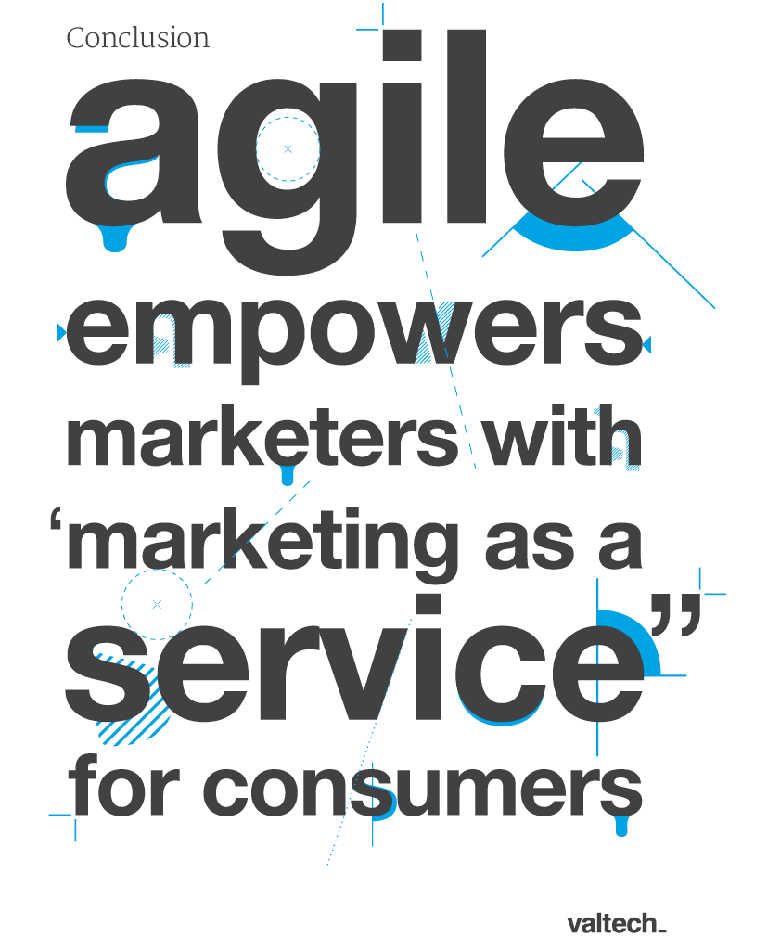 Conclusion
agile
empowers
marketers with
‘marketing as a
service”
for consumers
valtech_